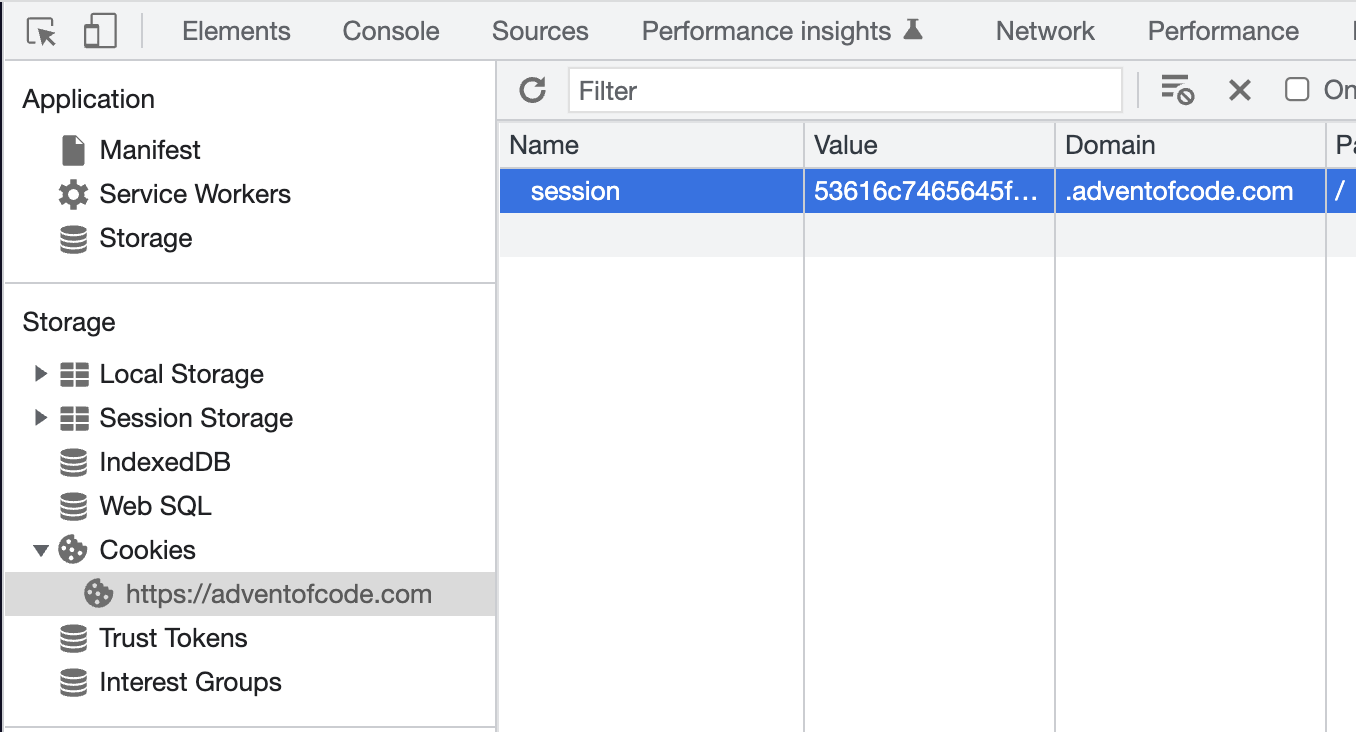 Elements Console Sources Performance insights Network Performance
Application
Manifest
Service Workers
Storage
Storage
Local Storage
Session Storage
IndexedDB
Web SQL
Cookies
https://adventofcode.com
Trust Tokens
Interest Groups
Filter On
Name Value Domain Pa
session 53616c7465645f… .adventofcode.com /